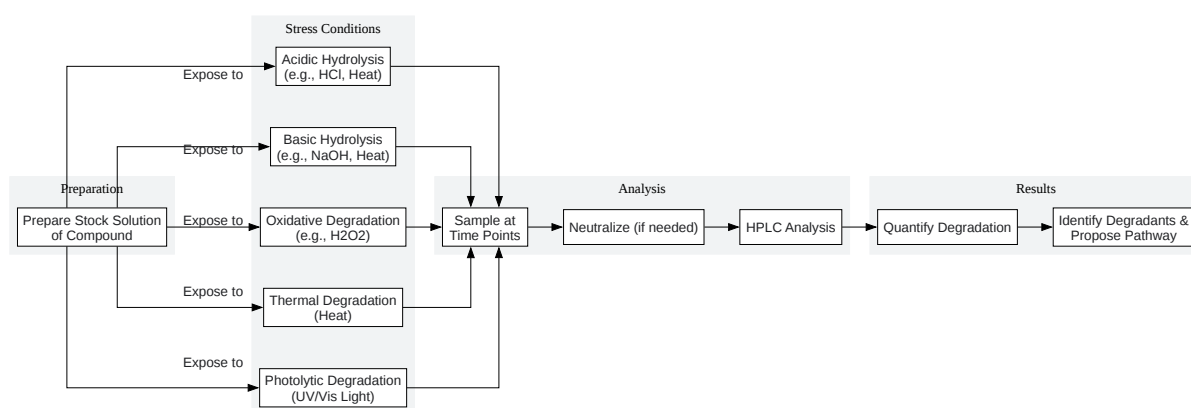 Stress Conditions
Acidic Hydrolysis
(e.g., HCl, Heat)
Expose to
Basic Hydrolysis
(e.g., NaOH, Heat)
Expose to
Preparation
Prepare Stock Solution
of Compound
Expose to
Oxidative Degradation
(e.g., H2O2)
Expose to
Thermal Degradation
(Heat)
Expose to
Photolytic Degradation
(UV/Vis Light)
Analysis
Sample at
Time Points
Neutralize (if needed)
HPLC Analysis
Results
Quantify Degradation
Identify Degradants &
Propose Pathway